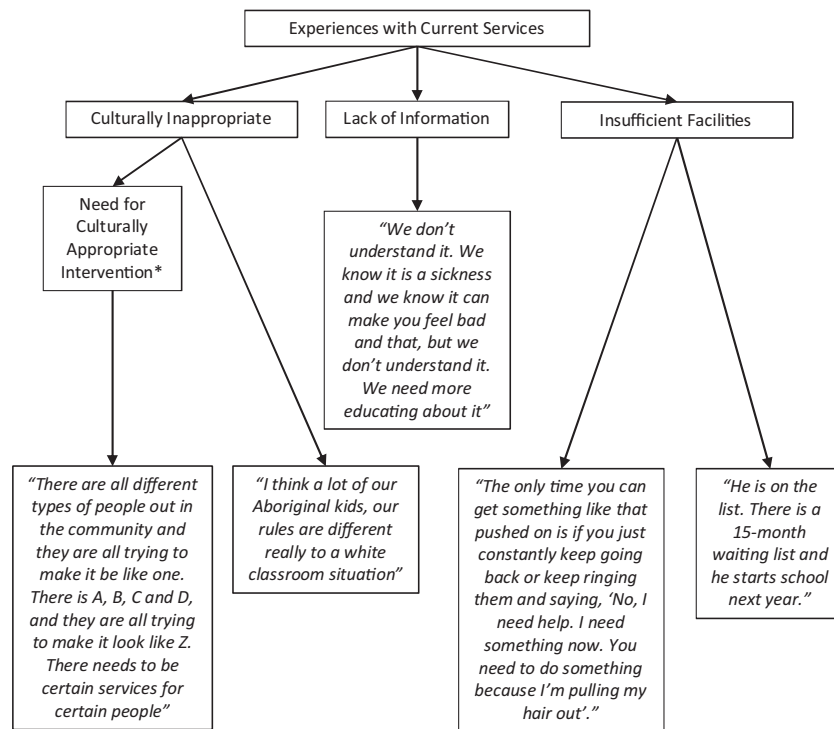 Experiences with Current Services
Culturally Inappropriate
Lack of Information
Insufficient Facilities
Need for
Culturally
Appropriate
Intervention*
“We don’t
understand it. We
know it is a sickness
and we know it can
make you feel bad
and that, but we
don’t understand it.
We need more
educating about it”
“There are all different
types of people out in
the community and
they are all trying to
make it be like one.
There is A, B, C and D,
and they are all trying
to make it look like Z.
There needs to be
certain services for
certain people”
“I think a lot of our
Aboriginal kids, our
rules are different
really to a white
classroom situation”
“The only time you can
get something like that
pushed on is if you just
constantly keep going
back or keep ringing
them and saying, ‘No, I
need help. I need
something now. You
need to do something
because I’m pulling my
hair out’.”
“He is on the
list. There is a
15-month
waiting list and
he starts school
next year.”